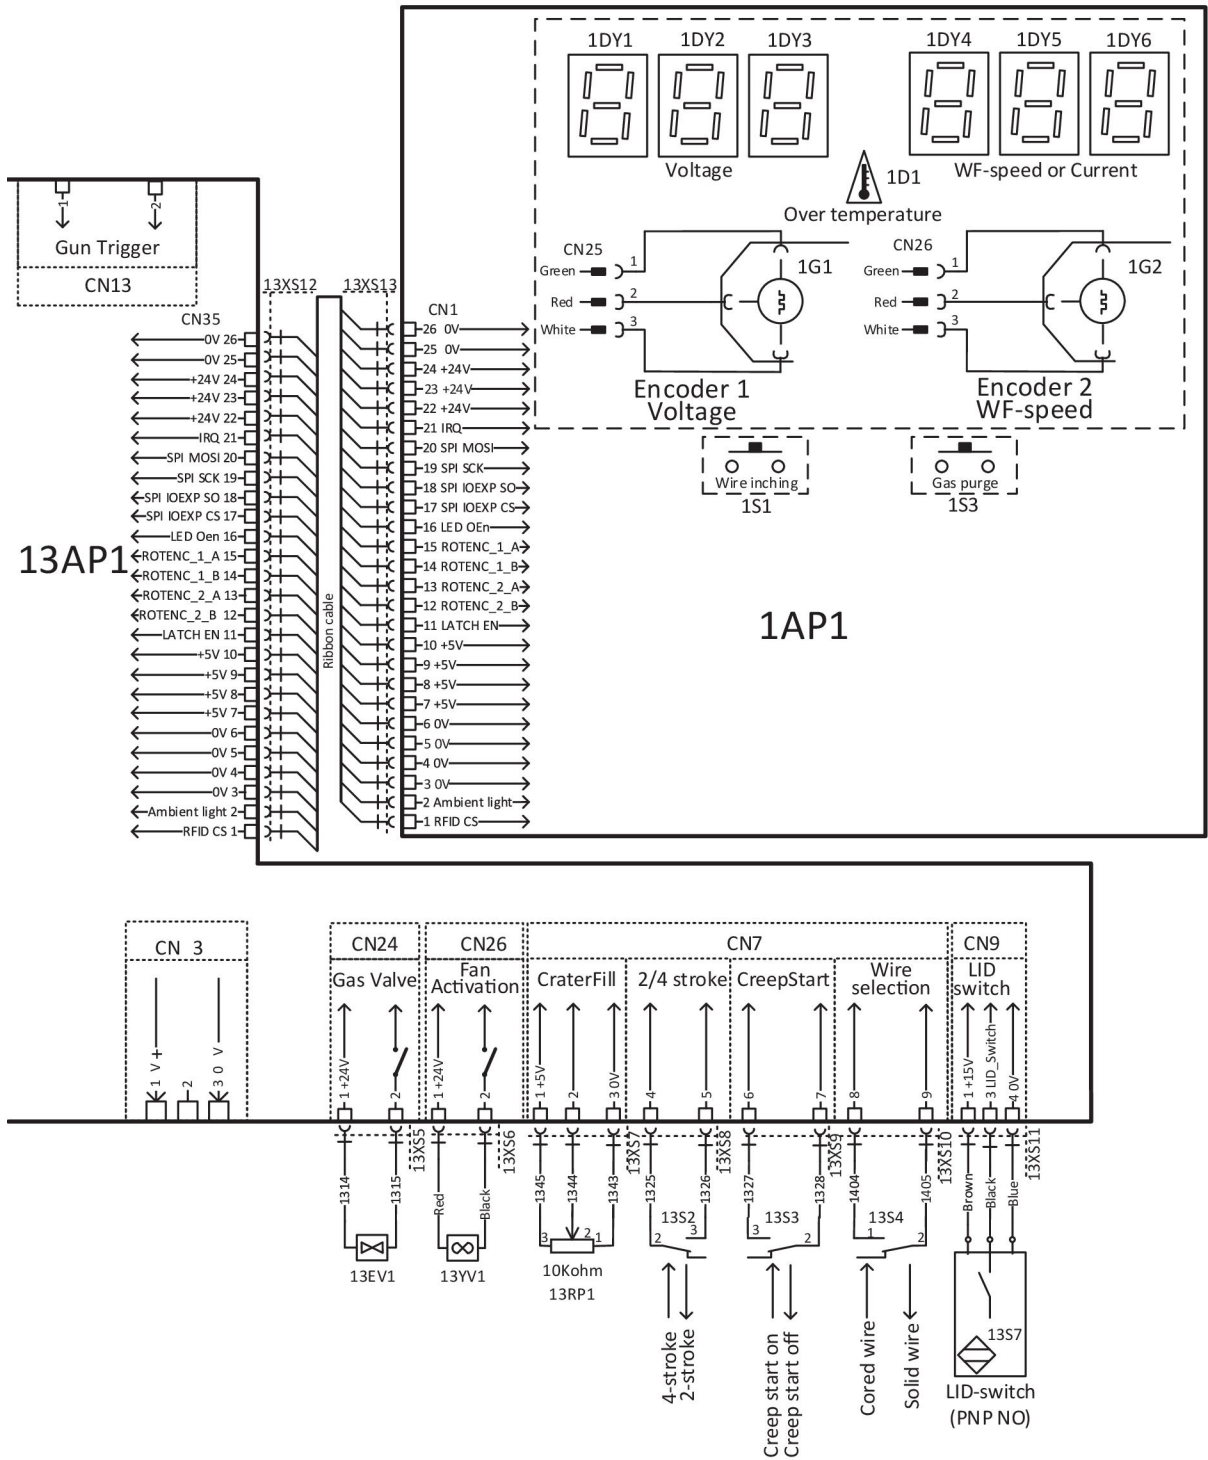 1DY1
1DY2
1DY3
1DY4
1DY5
1DY6
Voltage
WF-speed or Current
1D1
Over temperature
CN25
Green
1
Red
2
White
3
1G1
Encoder 1
Voltage
CN26
Green
1
Red
2
White
3
1G2
Encoder 2
WF-speed
Wire inching
1S1
Gas purge
1S3
1
2
Gun Trigger
CN13
13XS12
13XS13
CN35
0V 26
0V 25
+24V 24
+24V 23
+24V 22
IRQ 21
SPI MOSI 20
SPI SCK 19
SPI IOEXP SO 18
SPI IOEXP CS 17
LED Oen 16
ROTENC_1_A 15
ROTENC_1_B 14
ROTENC_2_A 13
ROTENC_2_B 12
LATCH EN 11
+5V 10
+5V 9
+5V 8
+5V 7
0V 6
0V 5
0V 4
0V 3
Ambient light 2
RFID CS 1
13AP1
Ribbon cable
CN1
26 0V
25 0V
24 +24V
23 +24V
22 +24V
21 IRQ
20 SPI MOSI
19 SPI SCK
18 SPI IOEXP SO
17 SPI IOEXP CS
16 LED OEn
15 ROTENC_1_A
14 ROTENC_1_B
13 ROTENC_2_A
12 ROTENC_2_B
11 LATCH EN
10 +5V
9 +5V
8 +5V
7 +5V
6 0V
5 0V
4 0V
3 0V
2 Ambient light
1 RFID CS
1AP1
CN 3
1 V+
2
3 0 V
CN24
Gas Valve
1 +24V
2
13XS5
1314
1315
13EV1
CN26
Fan
Activation
1 +24V
2
13XS6
Red
Black
13YV1
CN7
CraterFill
1 +5V
2
3 0V
13XS7
1345
1344
1343
3
2
1
10Kohm
13RP1
2/4 stroke
4
5
13XS8
1325
1326
13S2
2
3
4-stroke
2-stroke
CreepStart
6
7
13XS9
1327
1328
13S3
3
2
Creep start on
Creep start off
Wire
selection
8
9
13XS10
1404
1405
13S4
1
2
Cored wire
Solid wire
CN9
LID
switch
1 +15V
3 LID_Switch
4 0V
13XS11
Brown
Black
Blue
13S7
LID-switch
(PNP NO)